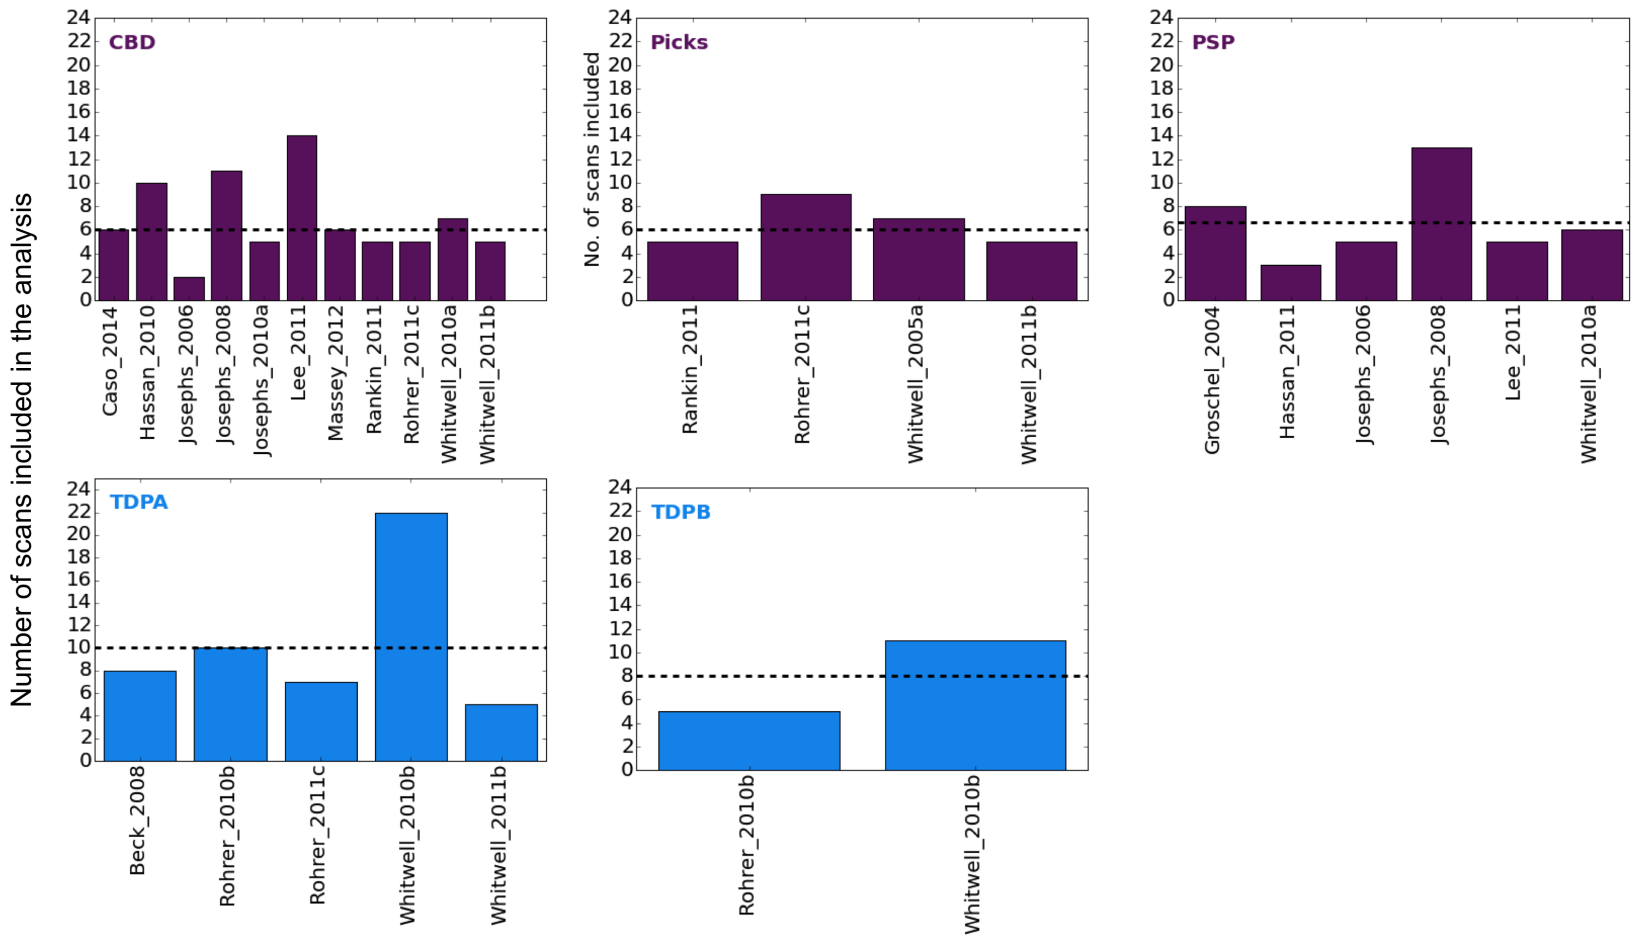 Number of scans included in the analysis
CBD
24
22
20
18
16
14
12
10
8
6
4
2
0
Caso_2014
Hassan_2010
Josephs_2006
Josephs_2008
Josephs_2010a
Lee_2011
Massey_2012
Rankin_2011
Rohrer_2011c
Whitwell_2010a
Whitwell_2011b
Picks
No. of scans included
24
22
20
18
16
14
12
10
8
6
4
2
0
Rankin_2011
Rohrer_2011c
Whitwell_2005a
Whitwell_2011b
PSP
24
22
20
18
16
14
12
10
8
6
4
2
0
Groschel_2004
Hassan_2011
Josephs_2006
Josephs_2008
Lee_2011
Whitwell_2010a
TDPA
24
22
20
18
16
14
12
10
8
6
4
2
0
Beck_2008
Rohrer_2010b
Rohrer_2011c
Whitwell_2010b
Whitwell_2011b
TDPB
24
22
20
18
16
14
12
10
8
6
4
2
0
Rohrer_2010b
Whitwell_2010b